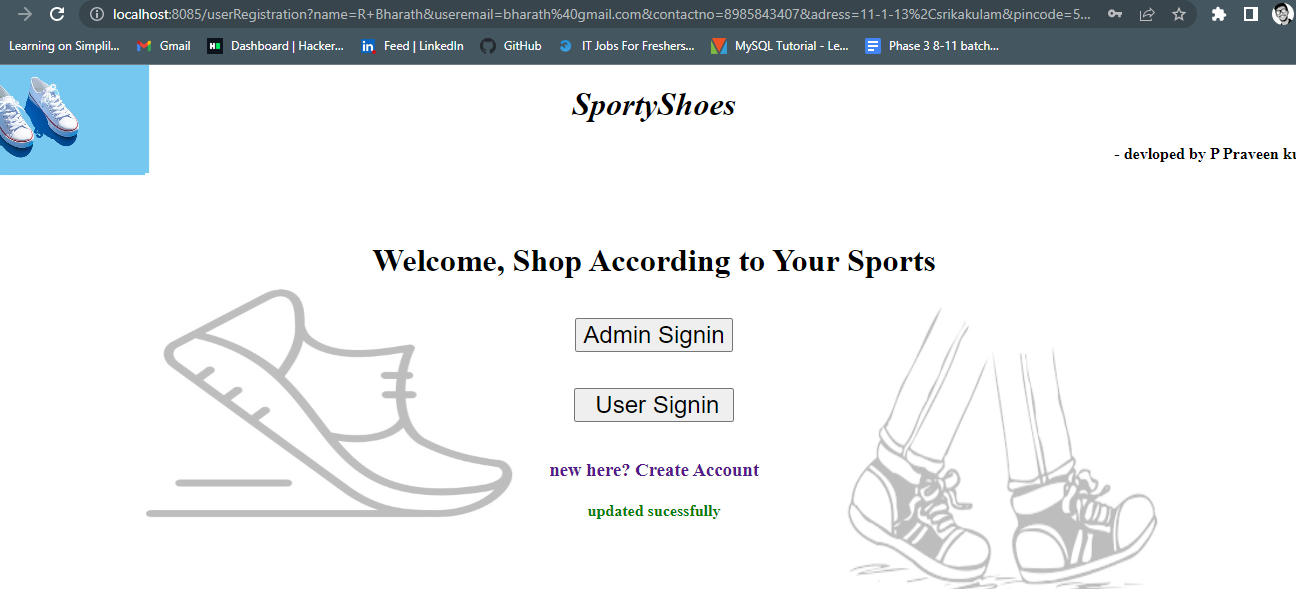 localhost:8085/userRegistration?name=R+Bharath&useremail=bharath%40gmail.com&contactno=8985843407&adress=11-1-13%2Csrikakulam&pincode=5...
Learning on Simplil... Gmail Dashboard | Hacker... Feed | LinkedIn GitHub IT Jobs For Freshers... MySQL Tutorial - Le... Phase 3 8-11 batch...
SportyShoes
- devloped by P Praveen ku
Welcome, Shop According to Your Sports
Admin Signin
User Signin
new here? Create Account
updated sucessfully